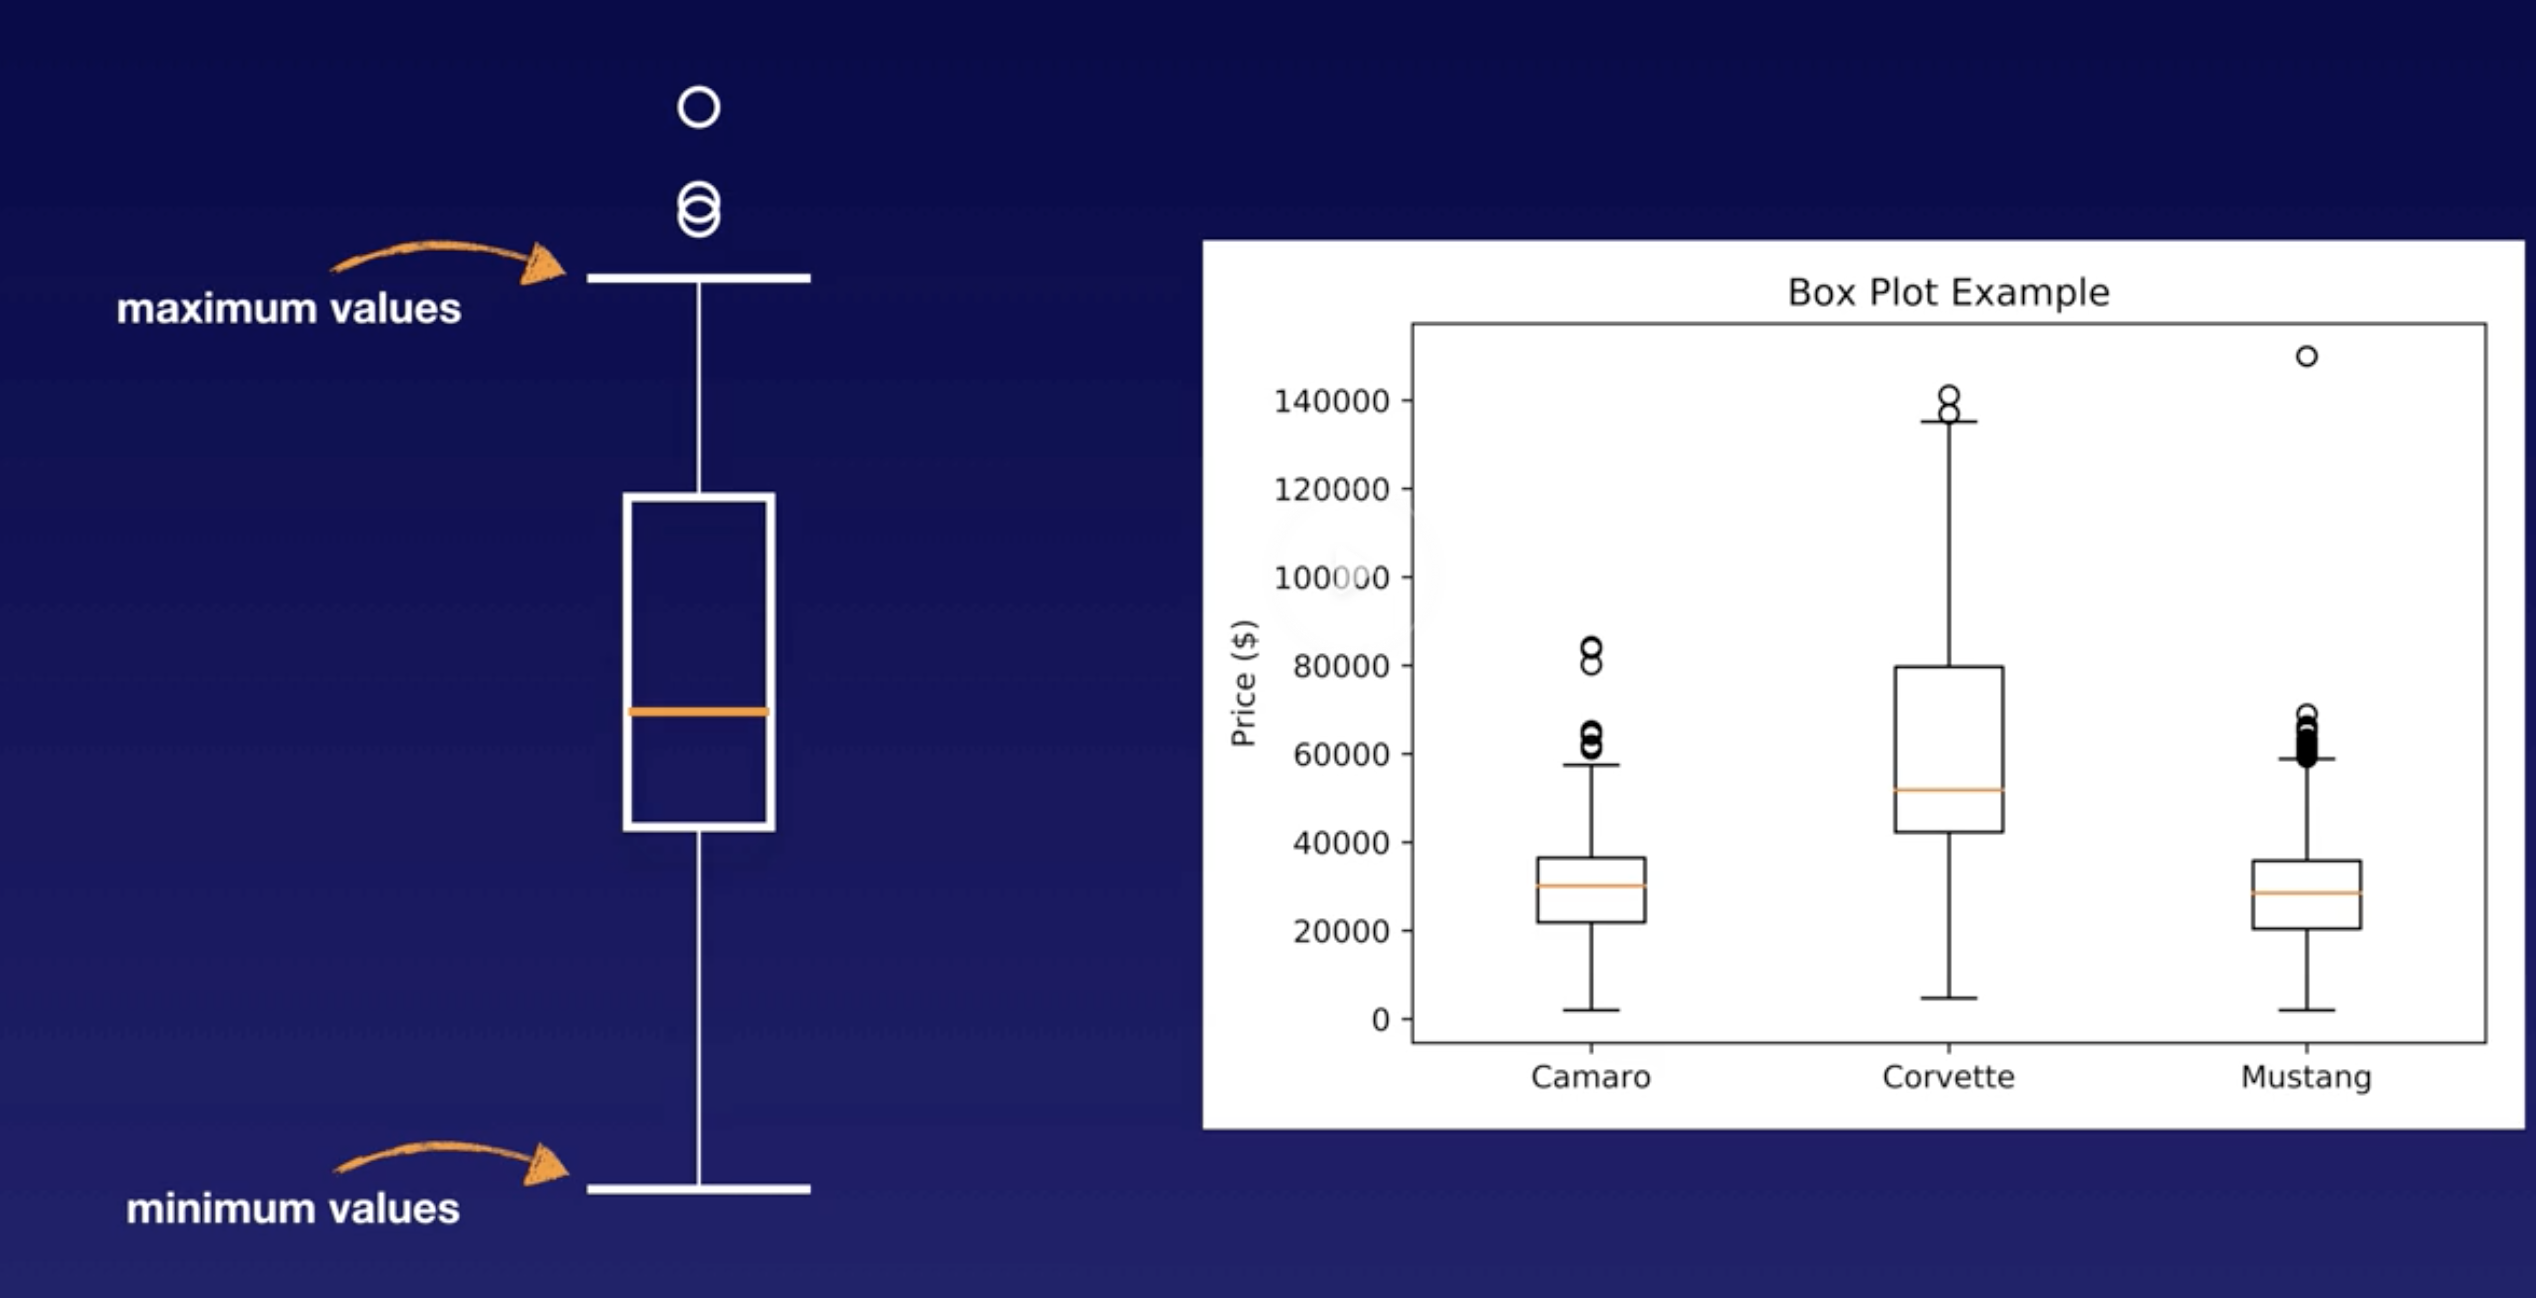 maximum values
minimum values
Box Plot Example
Price ($)
140000
120000
100000
80000
60000
40000
20000
0
Camaro
Corvette
Mustang